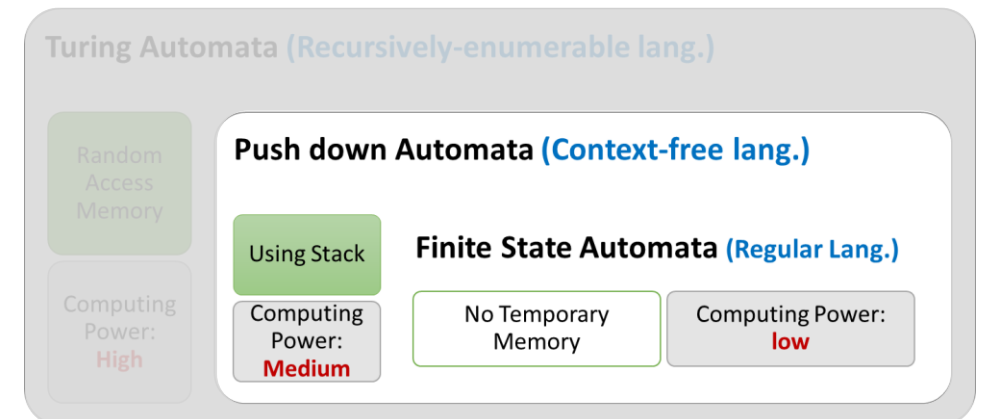 Turing Automata (Recursively-enumerable lang.)
Random
Access
Memory
Computing
Power:
High
Push down Automata (Context-free lang.)
Using Stack
Computing
Power:
Medium
Finite State Automata (Regular Lang.)
No Temporary
Memory
Computing Power:
low